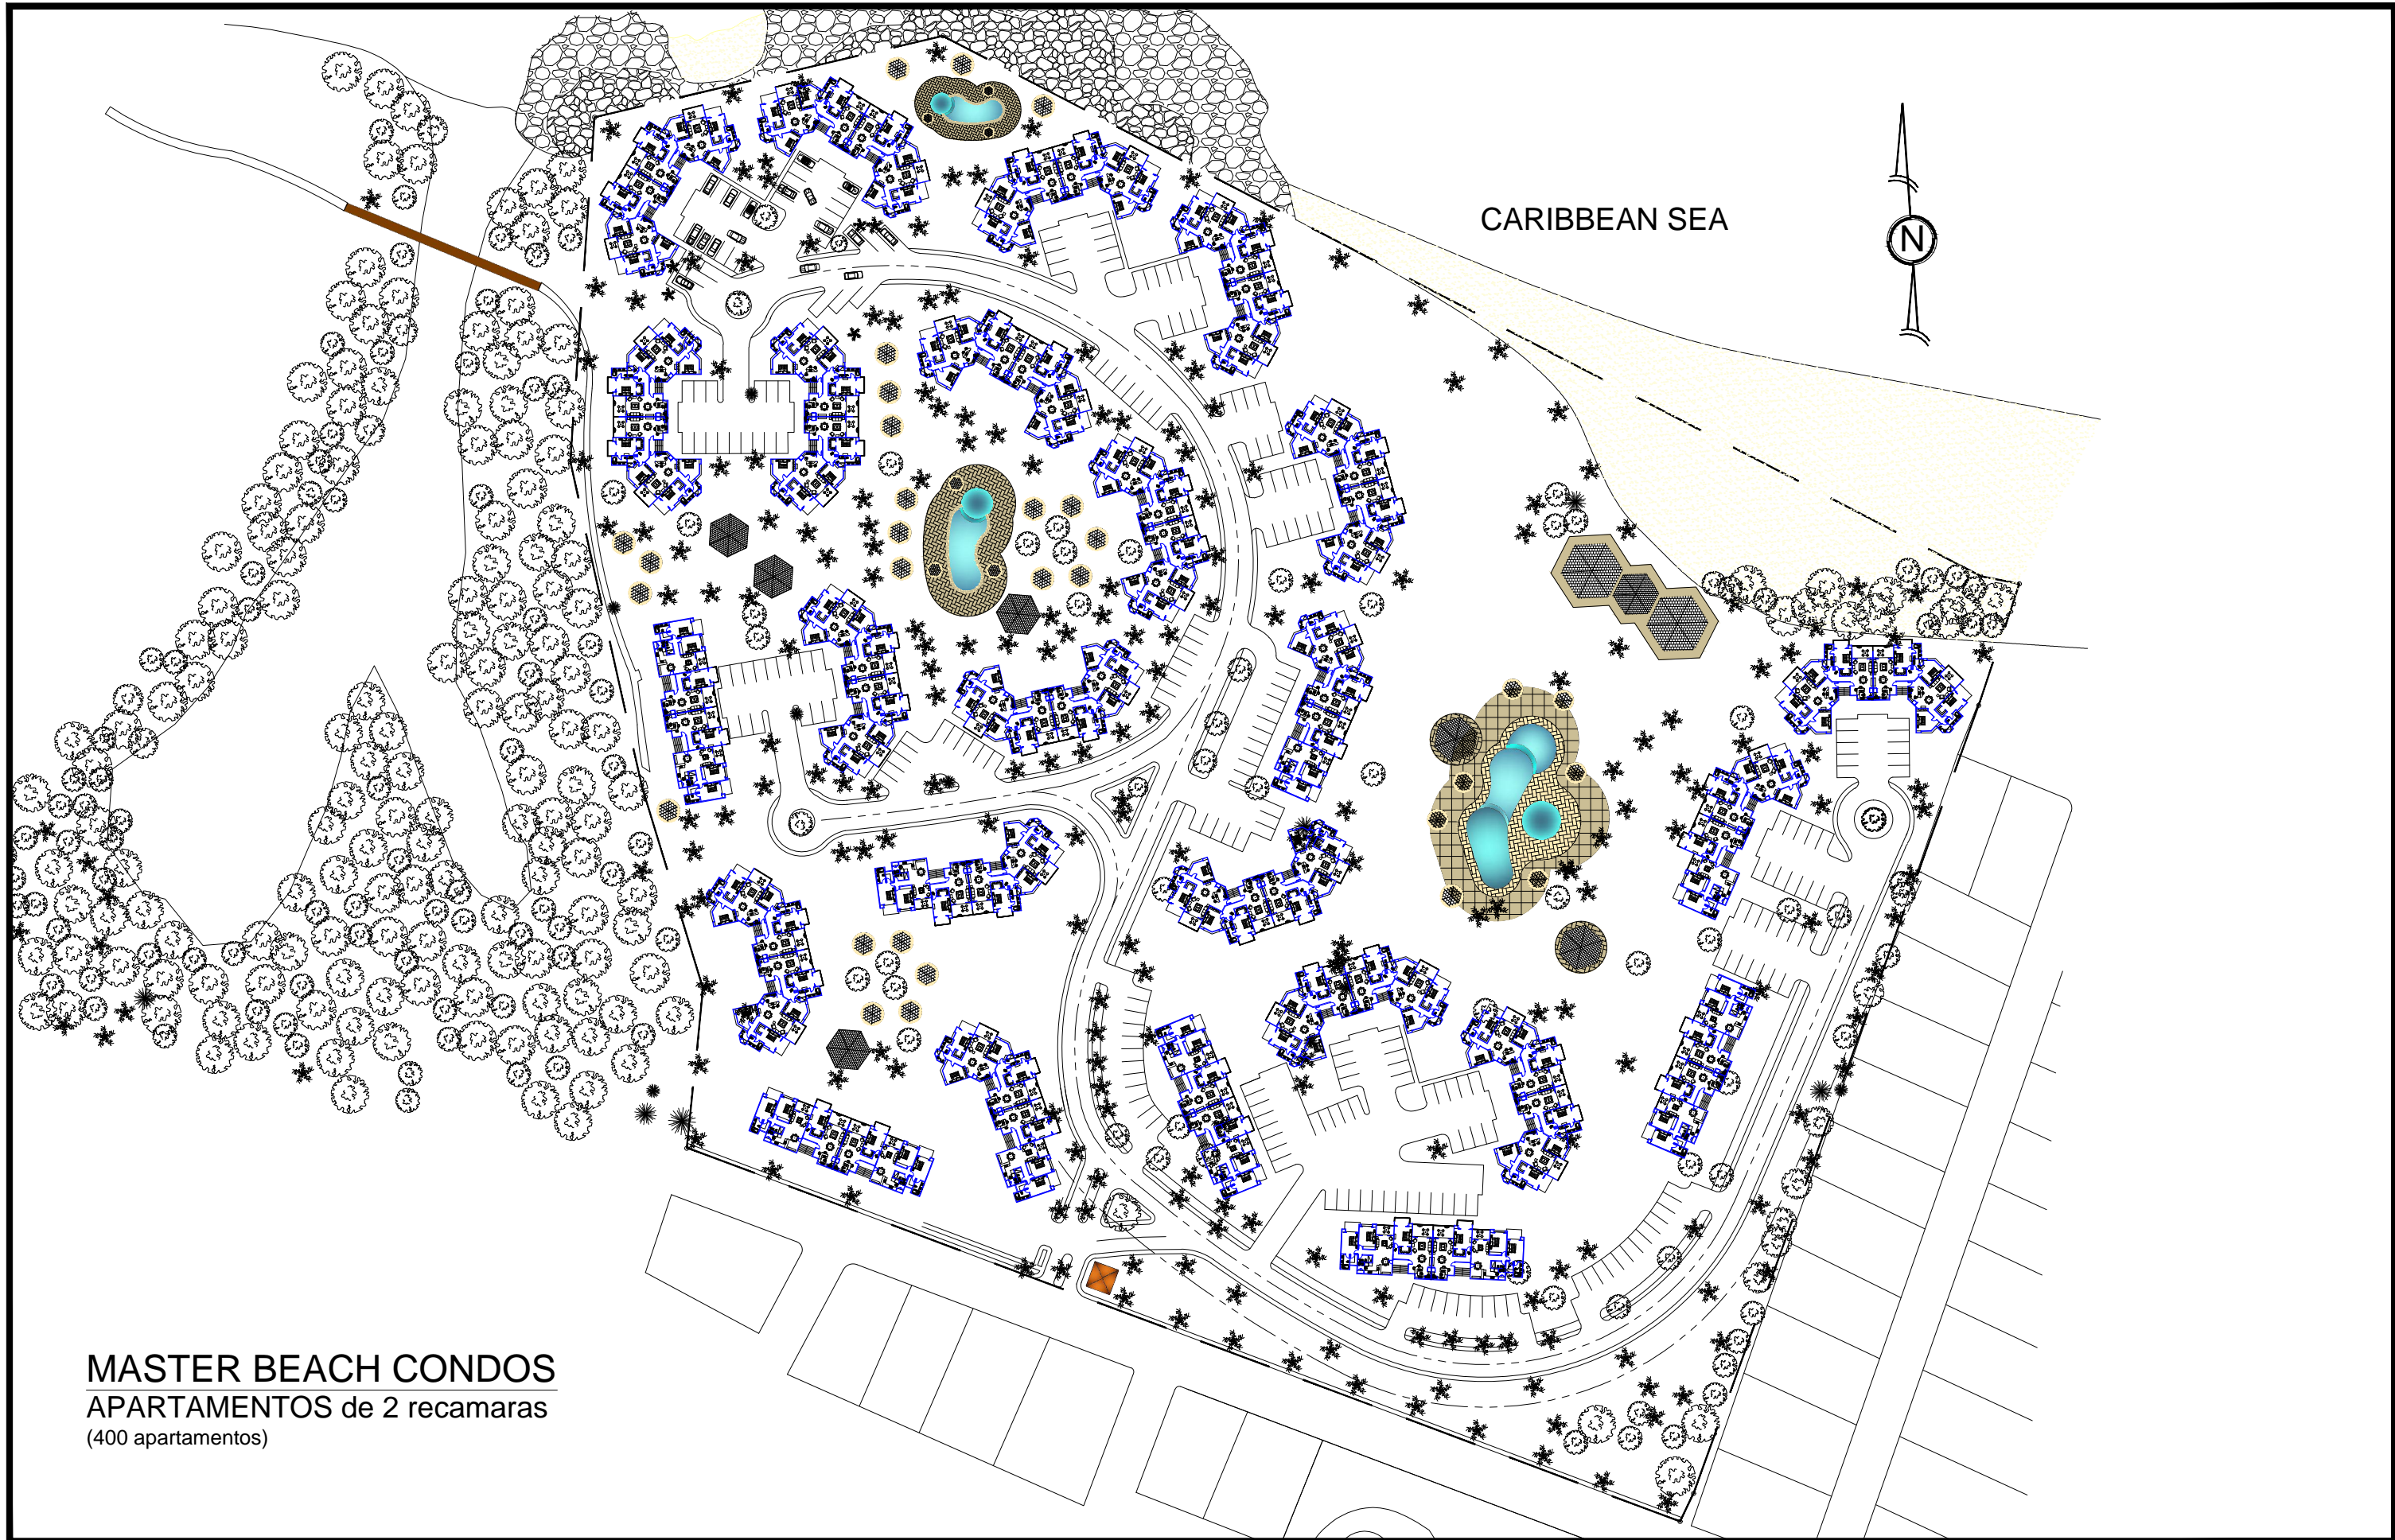 CARIBBEAN SEA
N
MASTER BEACH CONDOS
APARTAMENTOS de 2 recamaras
(400 apartamentos)